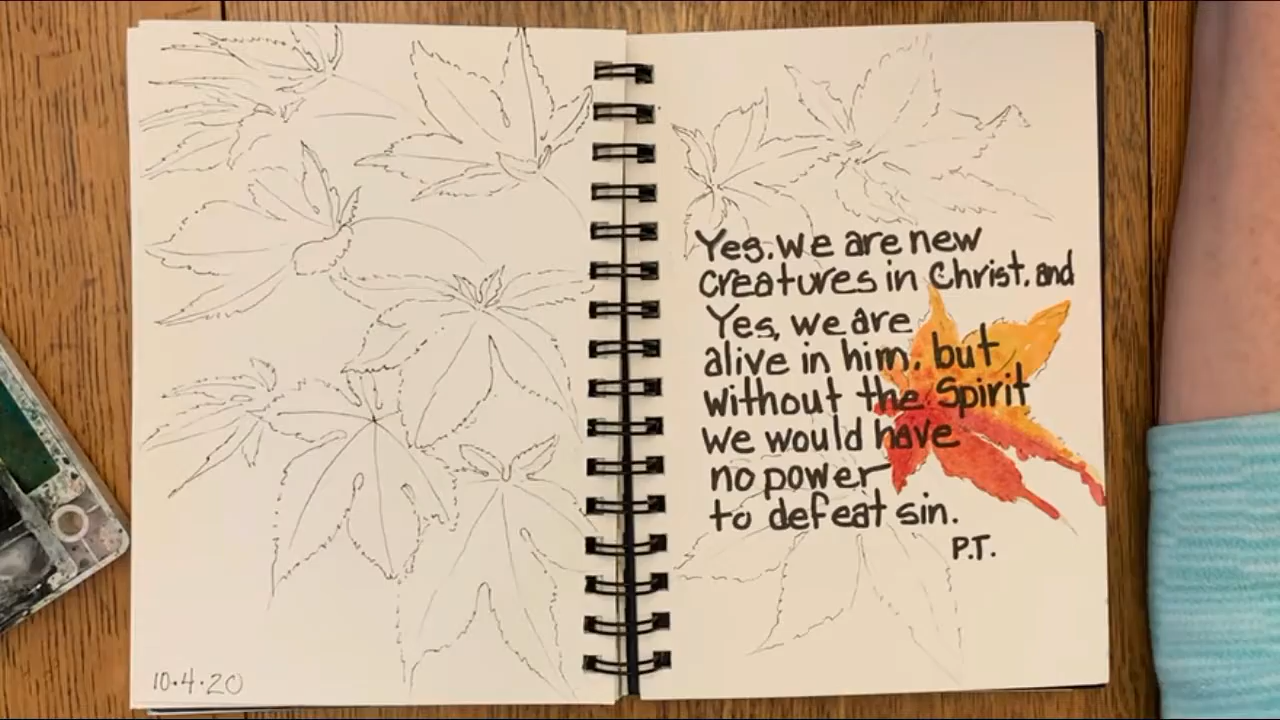 Yes, we are new
creatures in Christ, and
Yes, we are
alive in him, but
without the Spirit
we would have
no power
to defeat sin.
P.T.
10.4.20